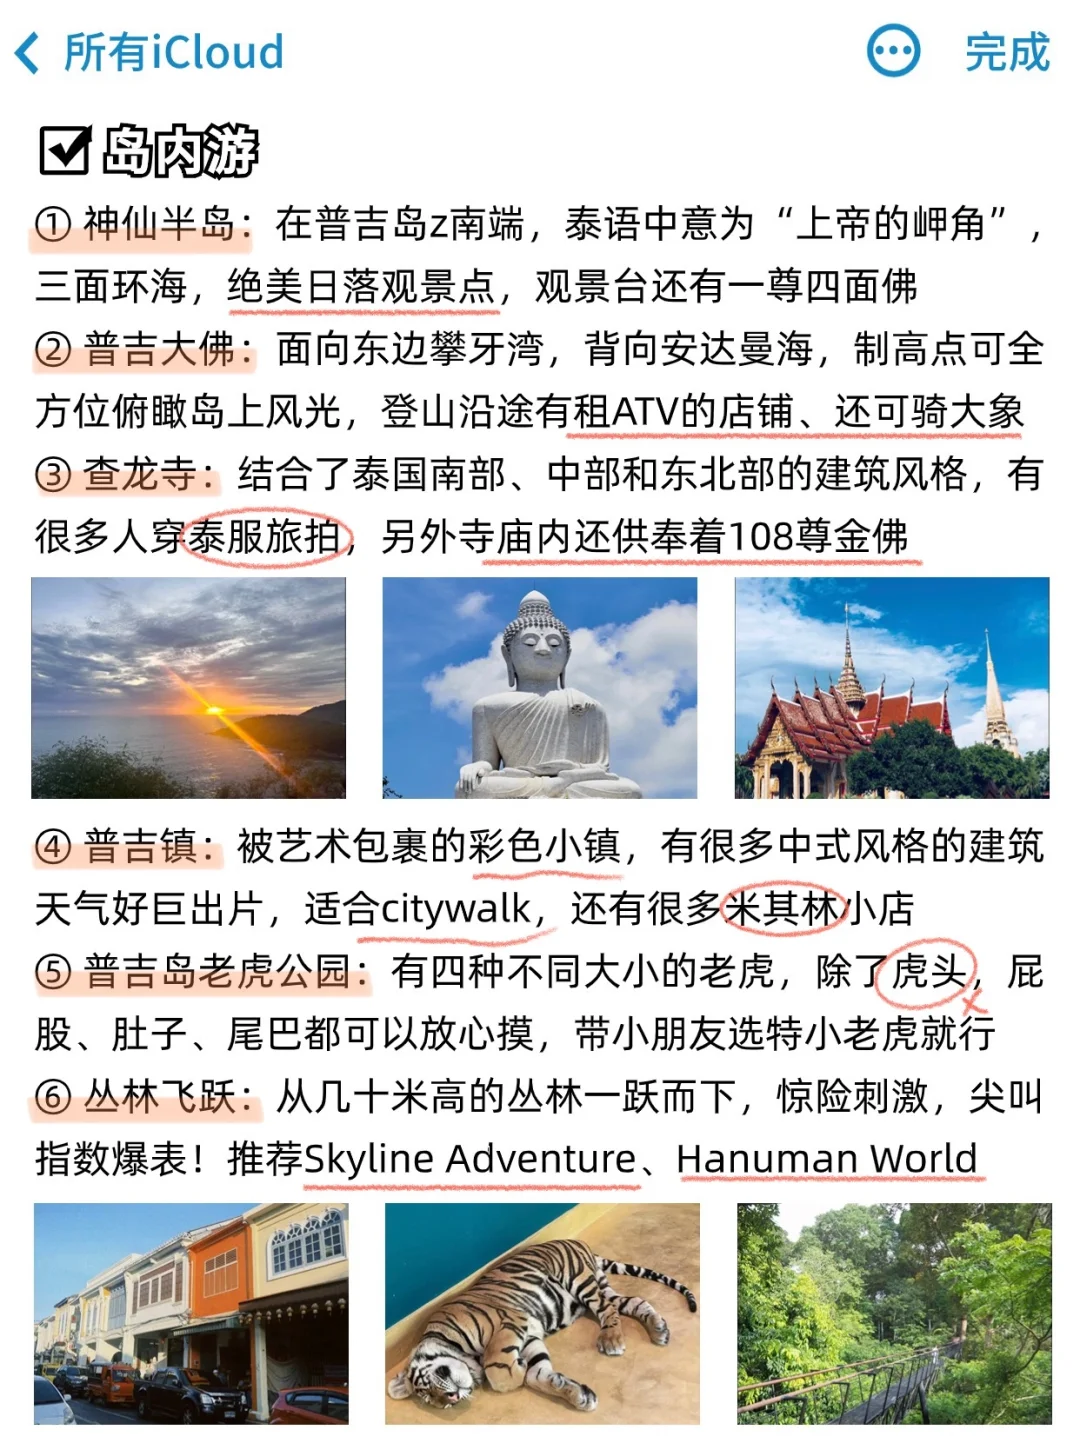 所有iCloud
完成
岛内游
① 神仙半岛：在普吉岛z南端，泰语中意为“上帝的岬角”，
三面环海，绝美日落观景点，观景台还有一尊四面佛
② 普吉大佛：面向东边攀牙湾，背向安达曼海，制高点可全
方位俯瞰岛上风光，登山沿途有租ATV的店铺、还可骑大象
③ 查龙寺：结合了泰国南部、中部和东北部的建筑风格，有
很多人穿泰服旅拍，另外寺庙内还供奉着108尊金佛
④ 普吉镇：被艺术包裹的彩色小镇，有很多中式风格的建筑
天气好巨出片，适合citywalk，还有很多米其林小店
⑤ 普吉岛老虎公园：有四种不同大小的老虎，除了虎头，屁
股、肚子、尾巴都可以放心摸，带小朋友选特小老虎就行
⑥ 丛林飞跃：从几十米高的丛林一跃而下，惊险刺激，尖叫
指数爆表！推荐Skyline Adventure、Hanuman World